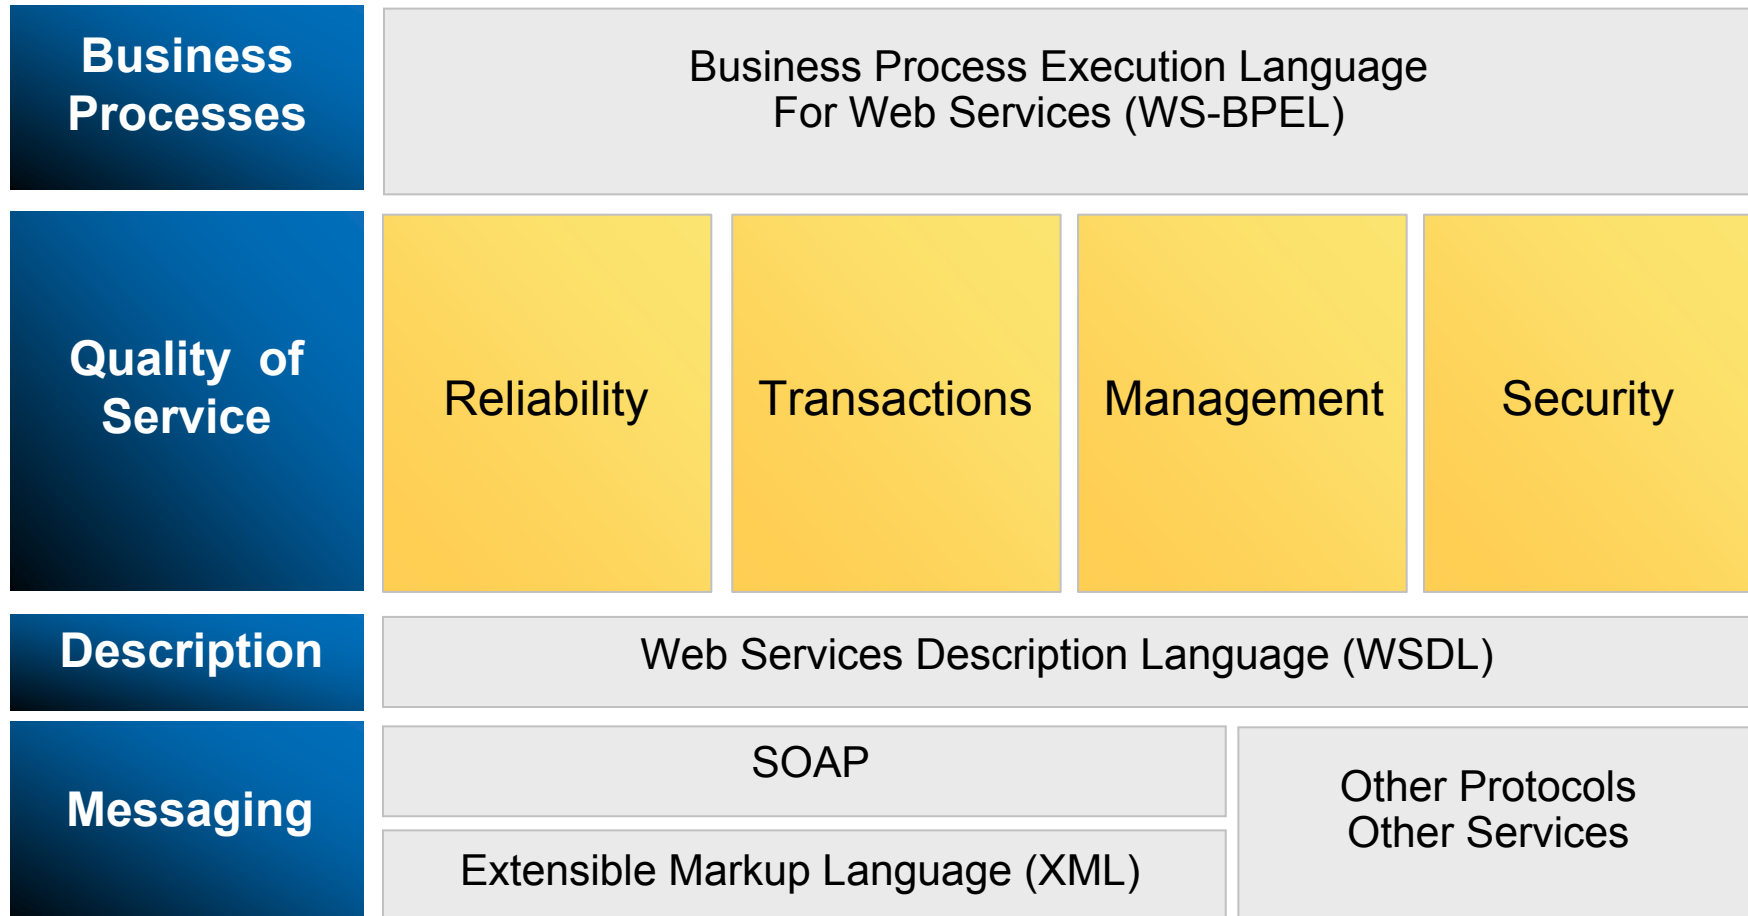 Business
Processes
Business Process Execution Language
For Web Services (WS-BPEL)
Quality of
Service
Reliability
Transactions
Management
Security
Description
Web Services Description Language (WSDL)
Messaging
SOAP
Extensible Markup Language (XML)
Other Protocols
Other Services